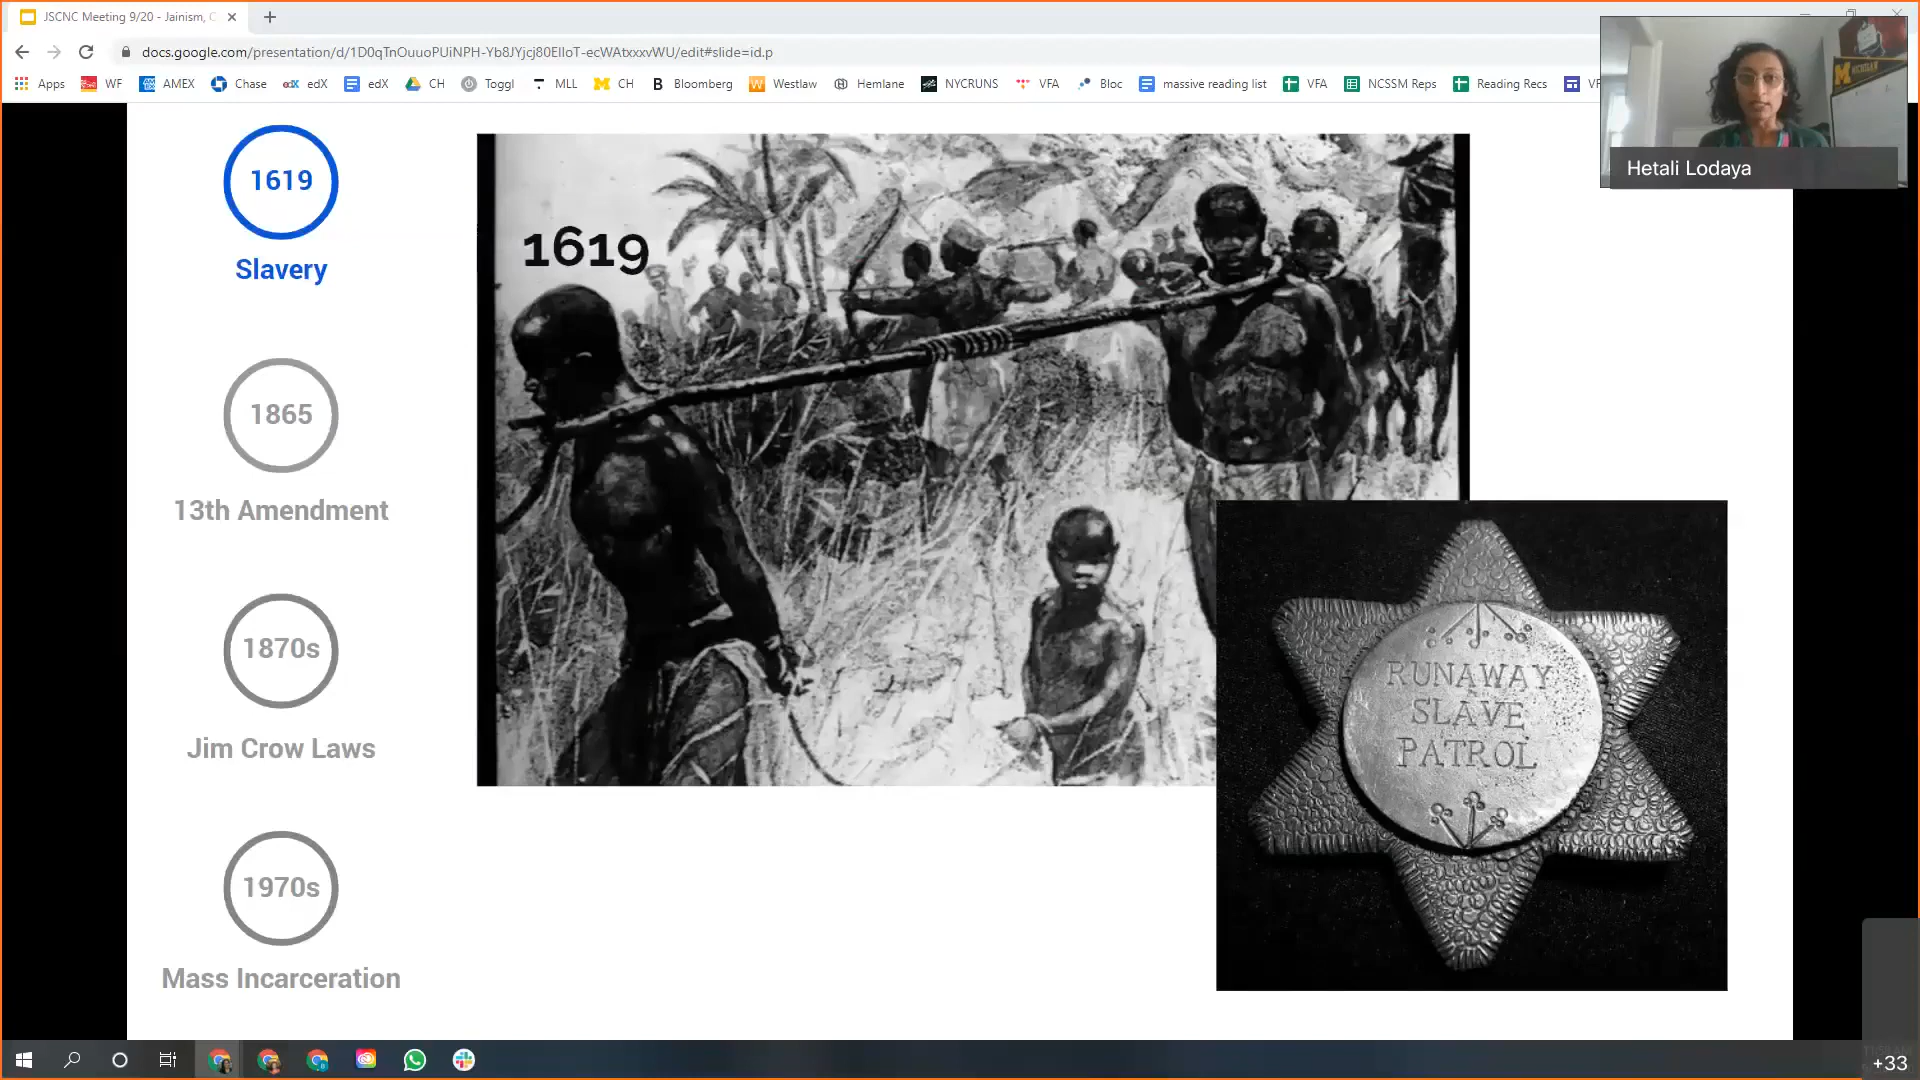 JSCNC Meeting 9/20 - Jainism, C
docs.google.com/presentation/d/1D0qTnOuuoPUiNPH-Yb8JYjcj80EIIoT-ecWAtxxxvWU/edit#slide=id.p
Apps WF AMEX Chase edX edX CH Toggl MLL CH Bloomberg Westlaw Hemlane NYCRUNS VFA Bloc massive reading list VFA NCSSM Reps Reading Recs VF
MICHIGAN
Hetali Lodaya
1619
Slavery
1865
13th Amendment
1870s
Jim Crow Laws
1970s
Mass Incarceration
1619
RUNAWAY
SLAVE
PATROL
+33